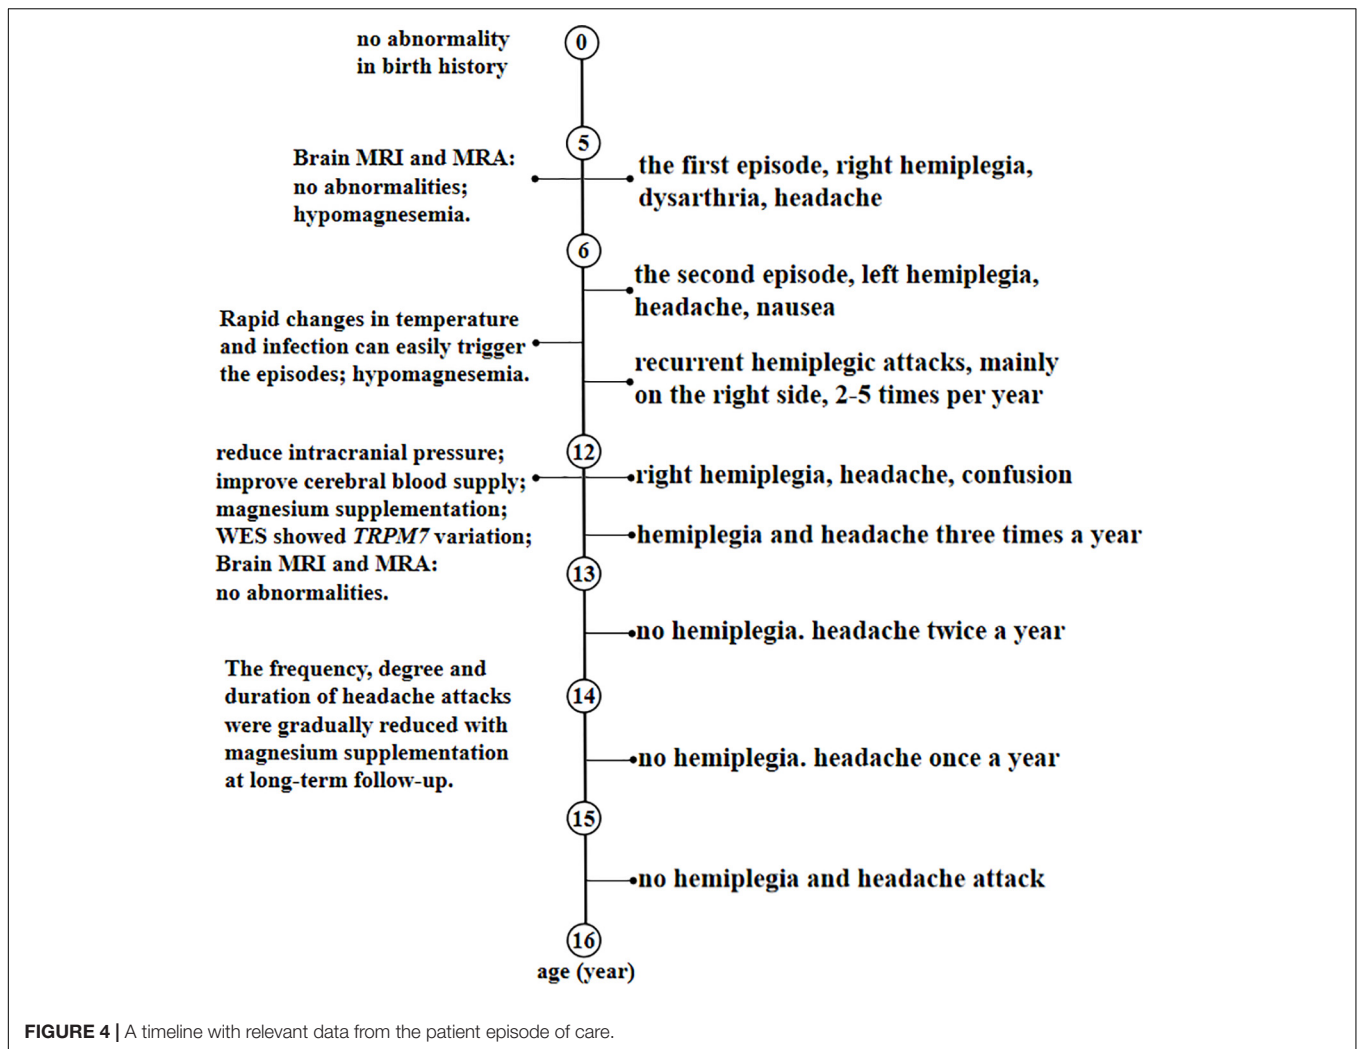 no abnormality
in birth history
0
5
Brain MRI and MRA:
no abnormalities;
hypomagnesemia.
the first episode, right hemiplegia,
dysarthria, headache
6
the second episode, left hemiplegia,
headache, nausea
Rapid changes in temperature
and infection can easily trigger
the episodes; hypomagnesemia.
recurrent hemiplegic attacks, mainly
on the right side, 2-5 times per year
12
reduce intracranial pressure;
improve cerebral blood supply;
magnesium supplementation;
WES showed TRPM7 variation;
Brain MRI and MRA:
no abnormalities.
right hemiplegia, headache, confusion
hemiplegia and headache three times a year
13
no hemiplegia. headache twice a year
The frequency, degree and
duration of headache attacks
were gradually reduced with
magnesium supplementation
at long-term follow-up.
14
no hemiplegia. headache once a year
15
no hemiplegia and headache attack
16
age (year)
FIGURE 4 | A timeline with relevant data from the patient episode of care.